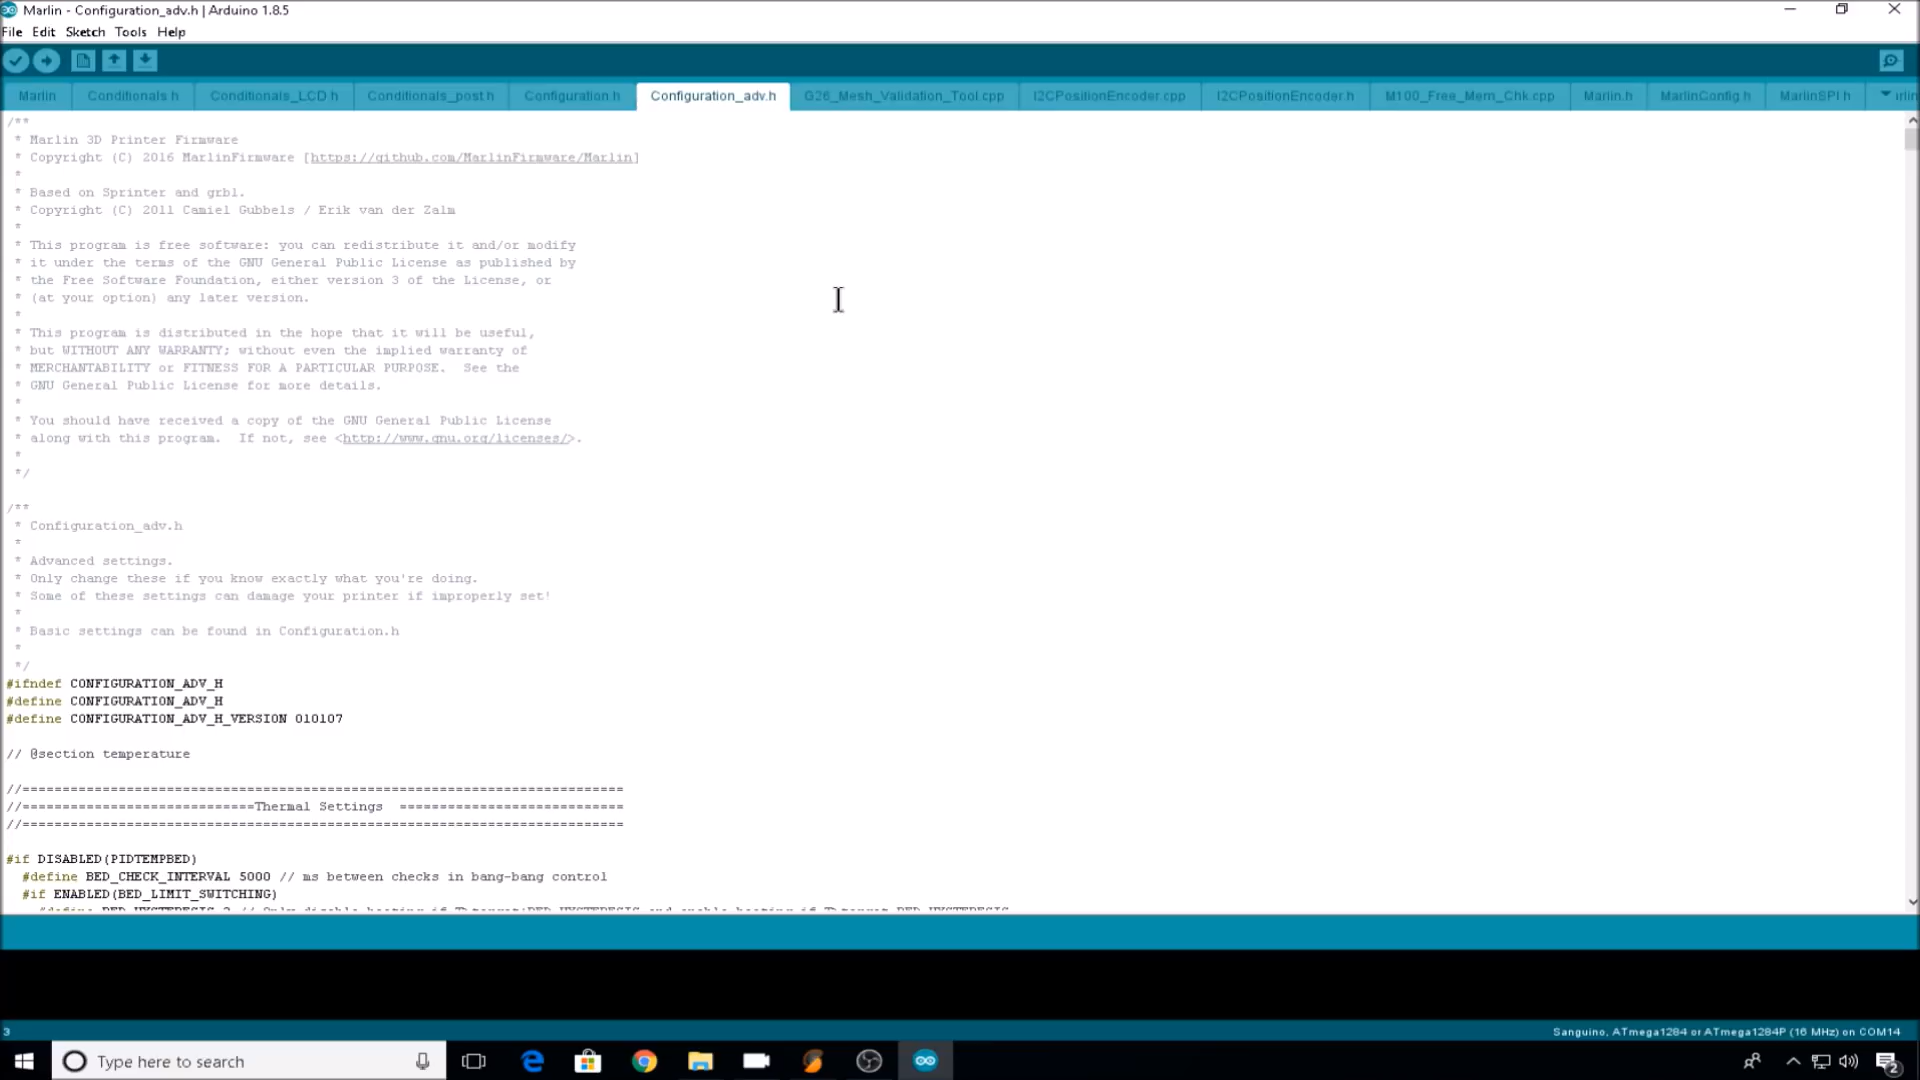 Marlin - Configuration_adv.h | Arduino 1.8.5
File Edit Sketch Tools Help
Marlin Conditionals.h Conditionals_LCD.h Conditionals_post.h Configuration.h Configuration_adv.h G26_Mesh_Validation_Tool.cpp I2CPositionEncoder.cpp I2CPositionEncoder.h M100_Free_Mem_Chk.cpp Marlin.h MarlinConfig.h MarlinSPI.h
/**
* Marlin 3D Printer Firmware
* Copyright (C) 2016 MarlinFirmware [https://github.com/MarlinFirmware/Marlin]
*
* Based on Sprinter and grbl.
* Copyright (C) 2011 Camiel Gubbels / Erik van der Zalm
*
* This program is free software: you can redistribute it and/or modify
* it under the terms of the GNU General Public License as published by
* the Free Software Foundation, either version 3 of the License, or
* (at your option) any later version.
*
* This program is distributed in the hope that it will be useful,
* but WITHOUT ANY WARRANTY; without even the implied warranty of
* MERCHANTABILITY or FITNESS FOR A PARTICULAR PURPOSE.  See the
* GNU General Public License for more details.
*
* You should have received a copy of the GNU General Public License
* along with this program.  If not, see <http://www.gnu.org/licenses/>.
*
*/
/**
* Configuration_adv.h
*
* Advanced settings.
* Only change these if you know exactly what you're doing.
* Some of these settings can damage your printer if improperly set!
*
* Basic settings can be found in Configuration.h
*
*/
#ifndef CONFIGURATION_ADV_H
#define CONFIGURATION_ADV_H
#define CONFIGURATION_ADV_H_VERSION 010107
// @section temperature
//===========================================================================
//=============================Thermal Settings  ============================
//===========================================================================
#if DISABLED(PIDTEMPBED)
#define BED_CHECK_INTERVAL 5000 // ms between checks in bang-bang control
#if ENABLED(BED_LIMIT_SWITCHING)
3
Sanguino, ATmega1284 or ATmega1284P (16 MHz) on COM14
Type here to search
2